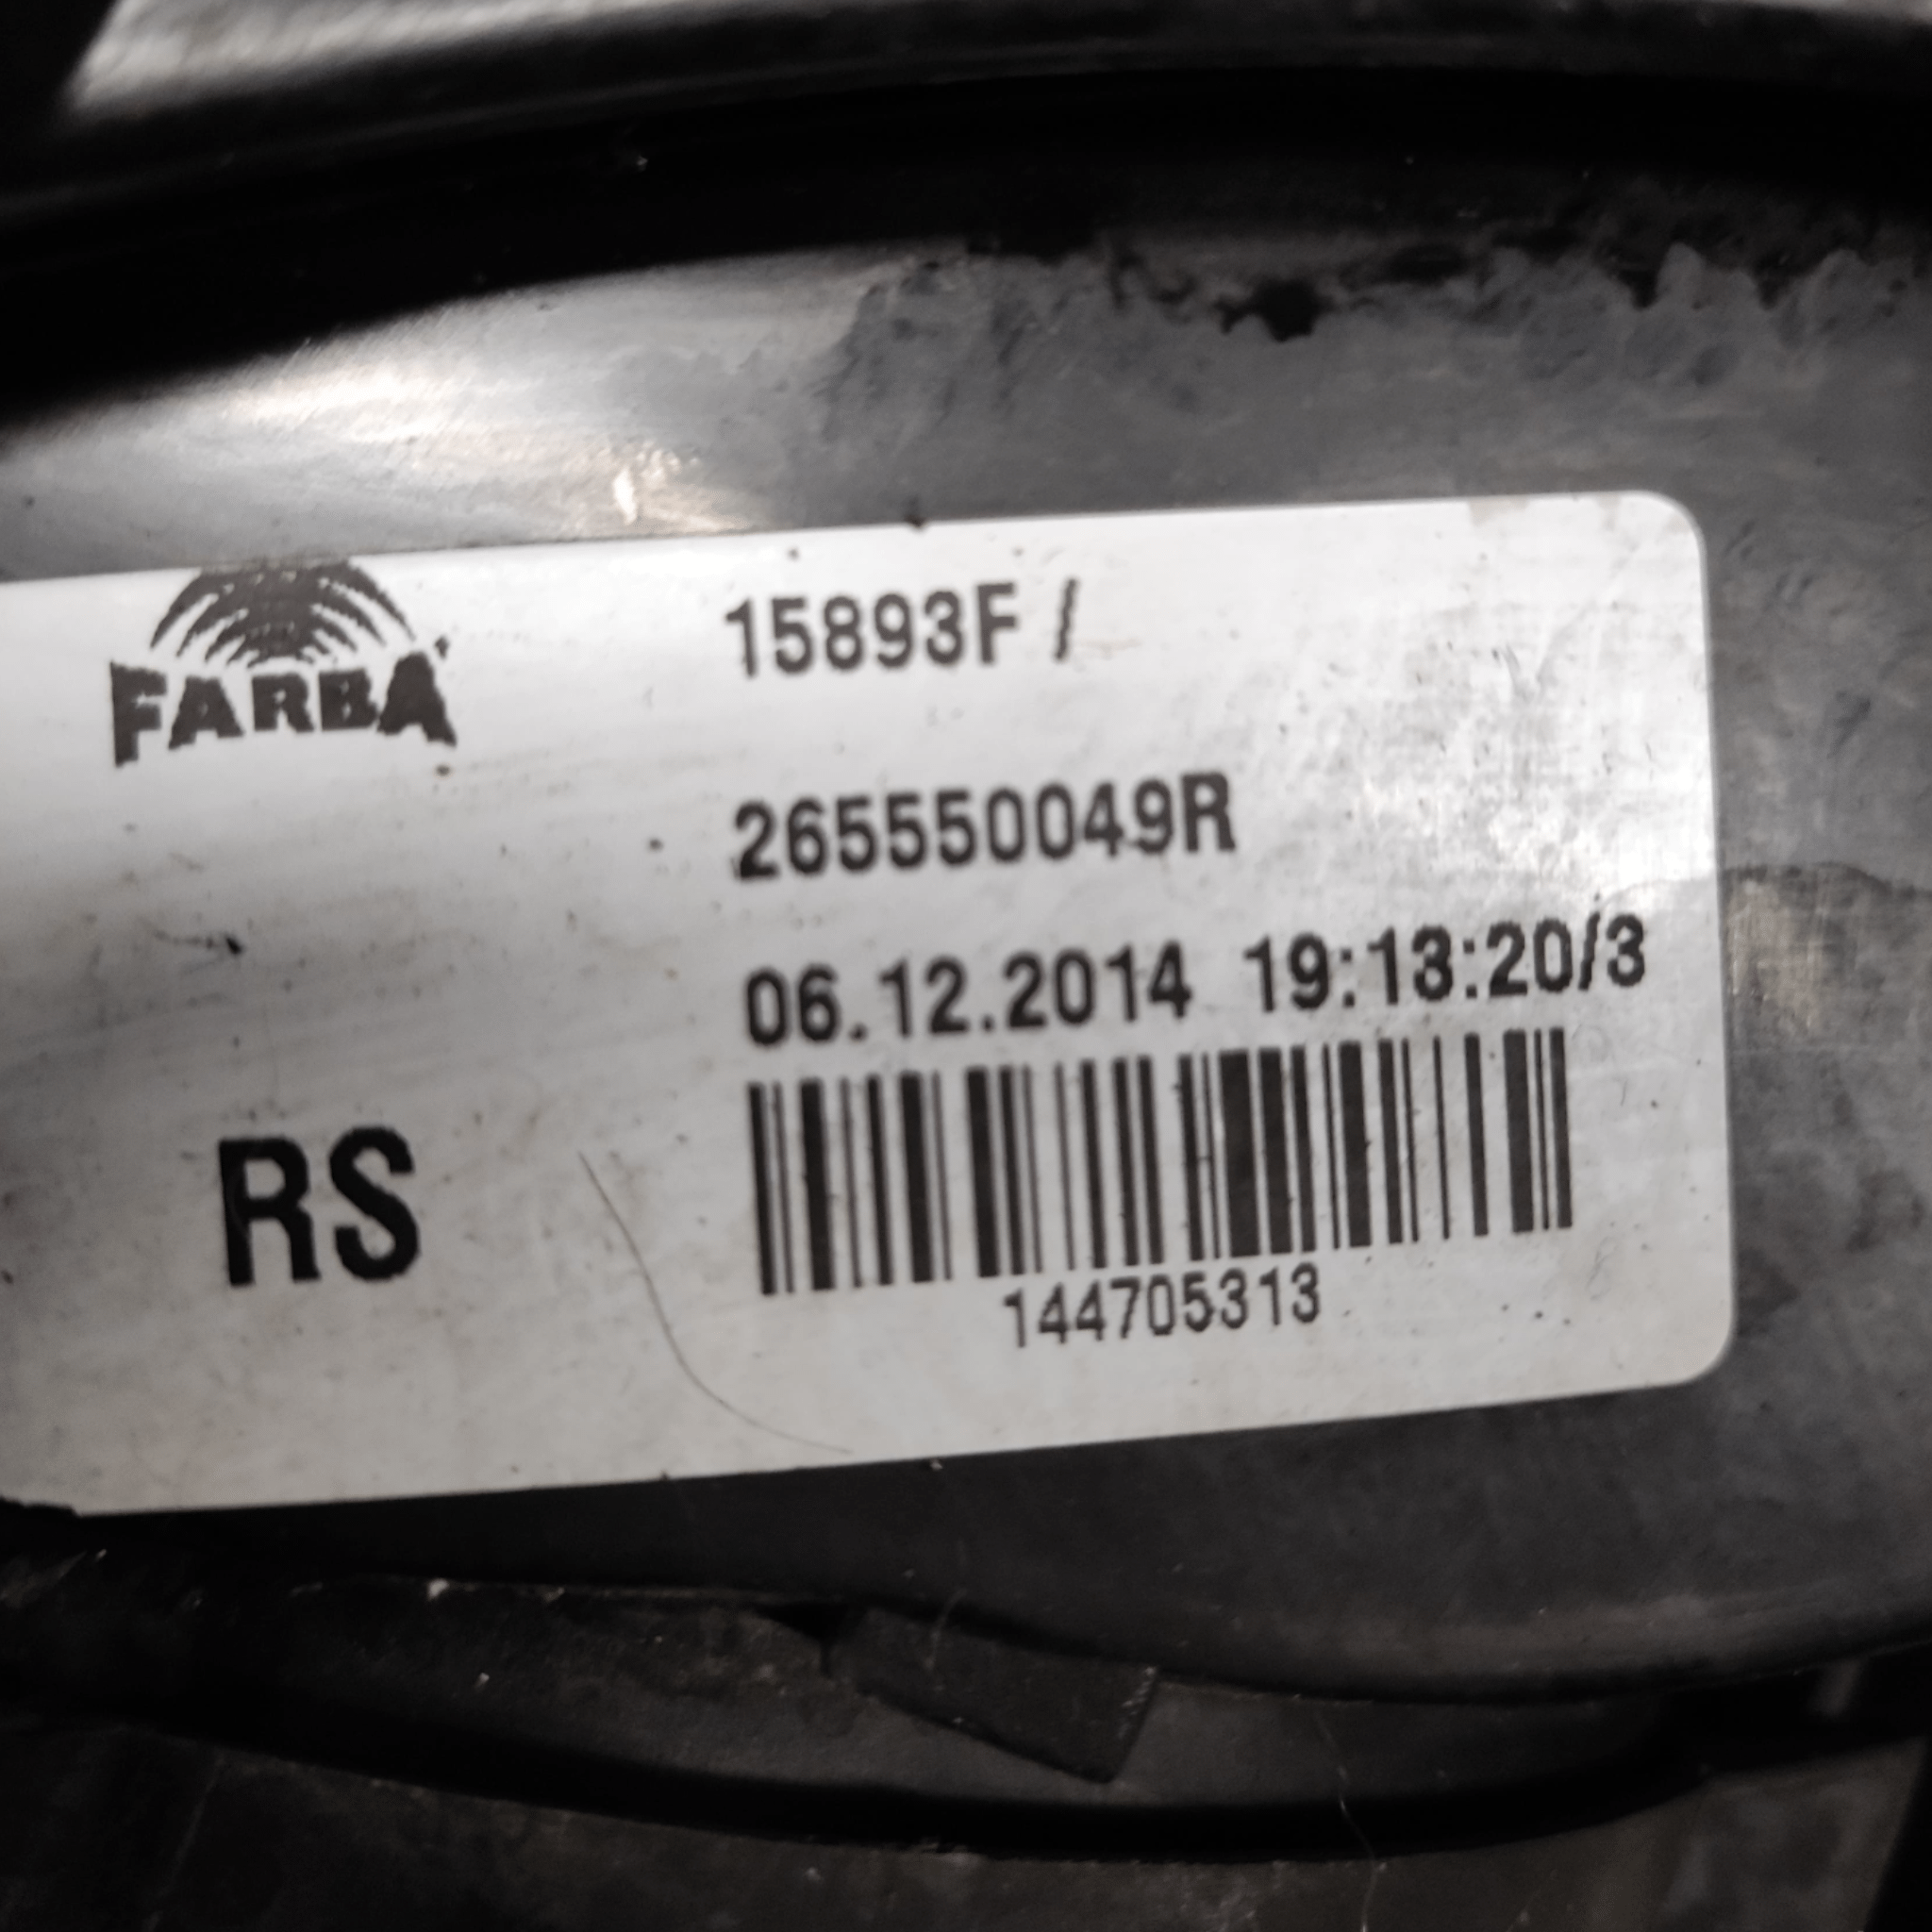 FARBA
15893F /
265550049R
06.12.2014 19:13:20/3
RS
144705313